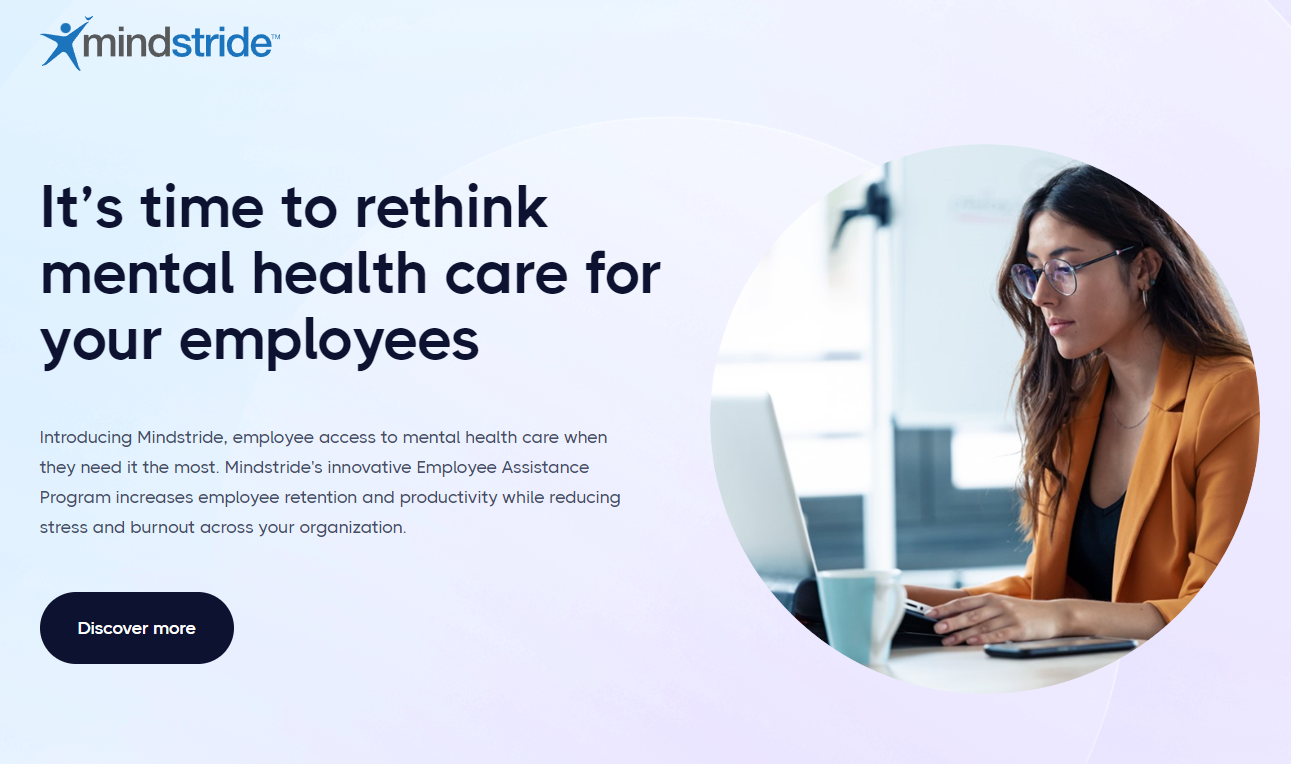 mindstride™
It’s time to rethink
mental health care for
your employees
Introducing Mindstride, employee access to mental health care when
they need it the most. Mindstride's innovative Employee Assistance
Program increases employee retention and productivity while reducing
stress and burnout across your organization.
Discover more